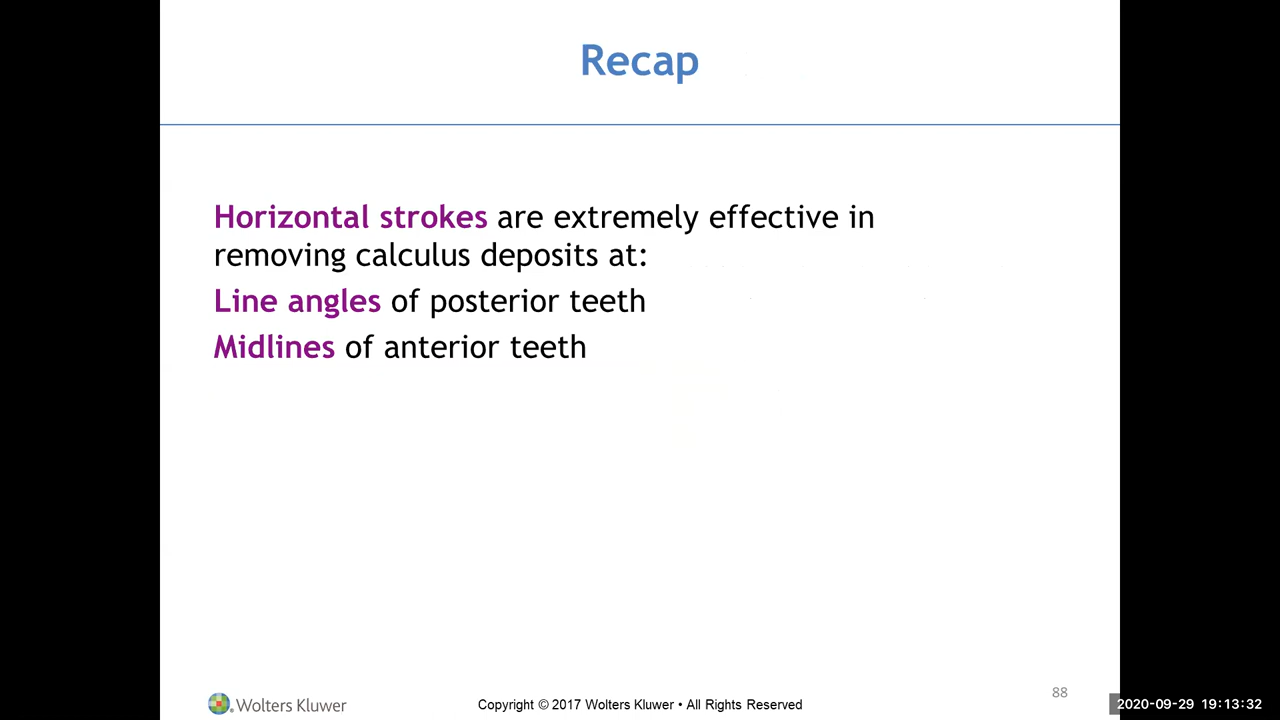 Recap
Horizontal strokes are extremely effective in
removing calculus deposits at:
Line angles of posterior teeth
Midlines of anterior teeth
Wolters Kluwer
Copyright © 2017 Wolters Kluwer • All Rights Reserved
88
2020-09-29 19:13:32